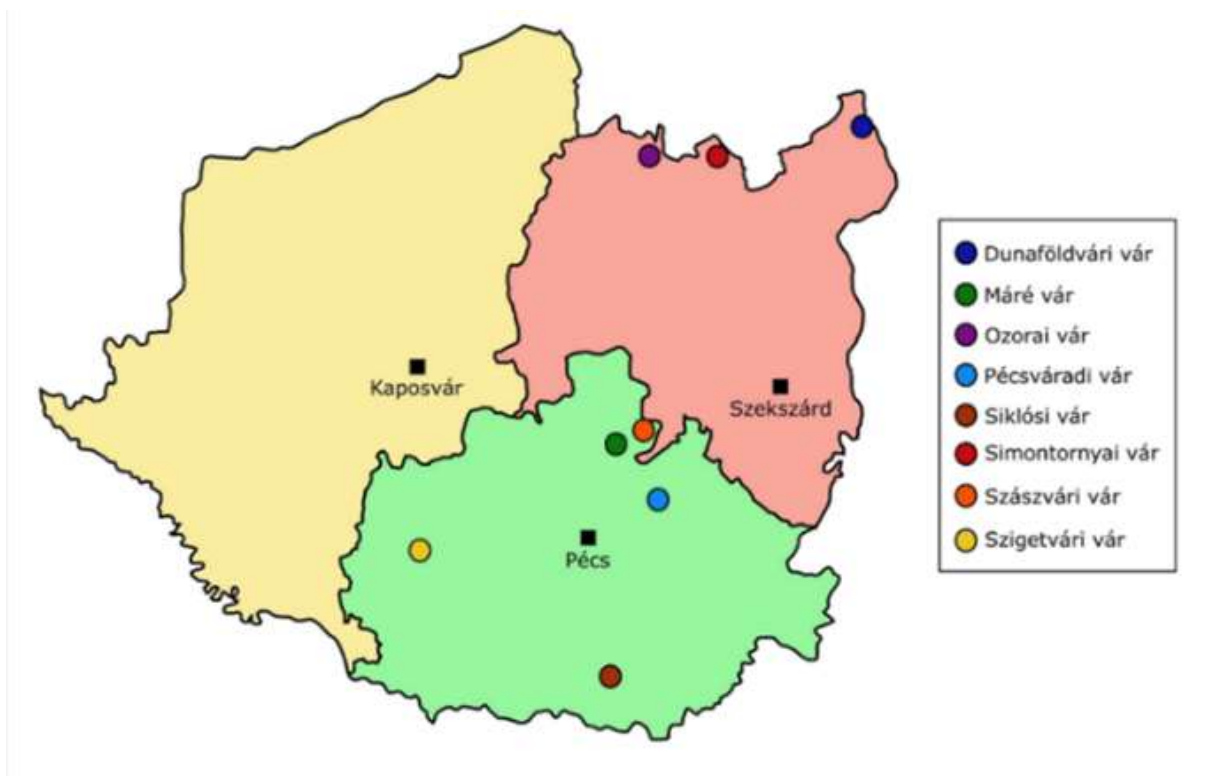 Kaposvár
Szekszárd
Pécs
Dunaföldvári vár
Máré vár
Ozorai vár
Pécsváradi vár
Siklósi vár
Simontornyai vár
Szászvári vár
Szigetvári vár